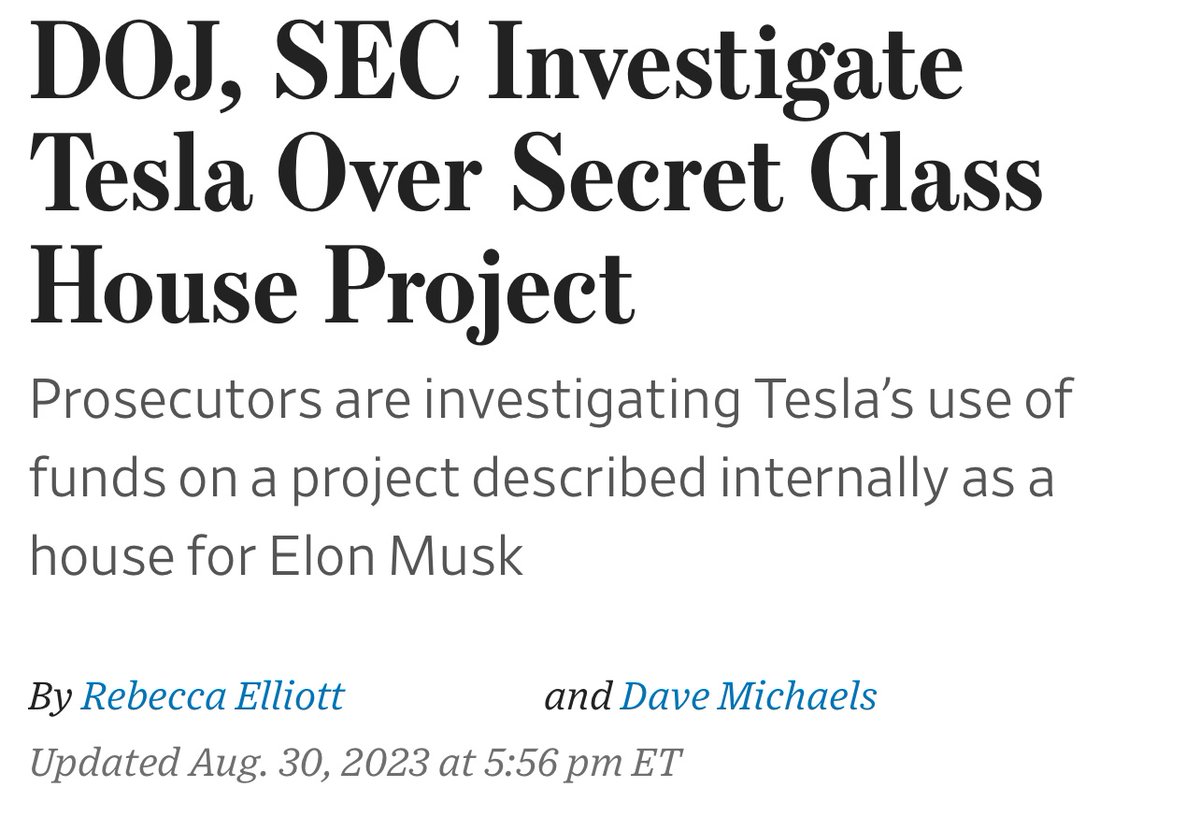 DOJ, SEC Investigate
Tesla Over Secret Glass
House Project
Prosecutors are investigating Tesla’s use of
funds on a project described internally as a
house for Elon Musk
By Rebecca Elliott and Dave Michaels
Updated Aug. 30, 2023 at 5:56 pm ET